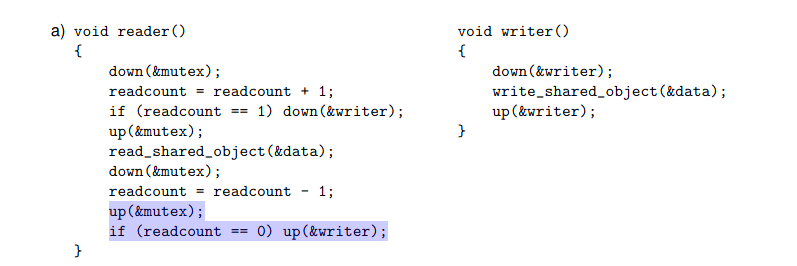 a) void reader()
{
down(&mutex);
readcount = readcount + 1;
if (readcount == 1) down(&writer);
up(&mutex);
read_shared_object(&data);
down(&mutex);
readcount = readcount - 1;
up(&mutex);
if (readcount == 0) up(&writer);
}
void writer()
{
down(&writer);
write_shared_object(&data);
up(&writer);
}